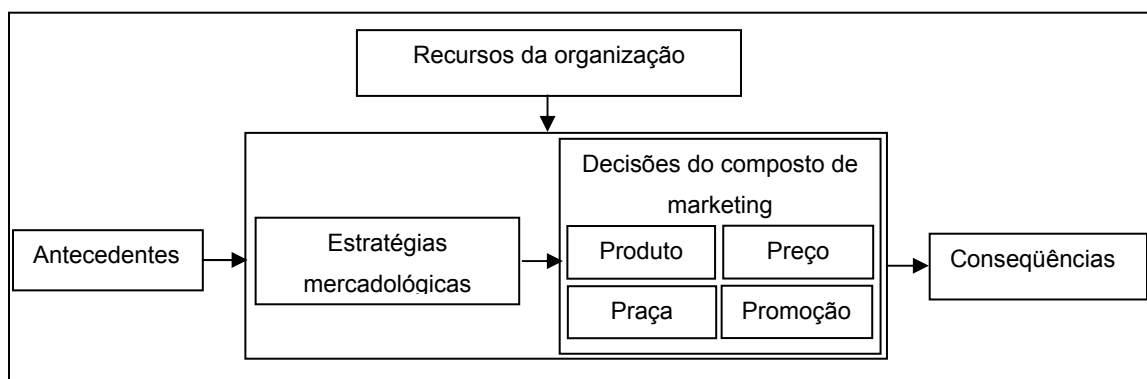 Recursos da organização
Decisões do composto de
marketing
Antecedentes
Estratégias
mercadológicas
Produto
Preço
Praça
Promoção
Conseqüências